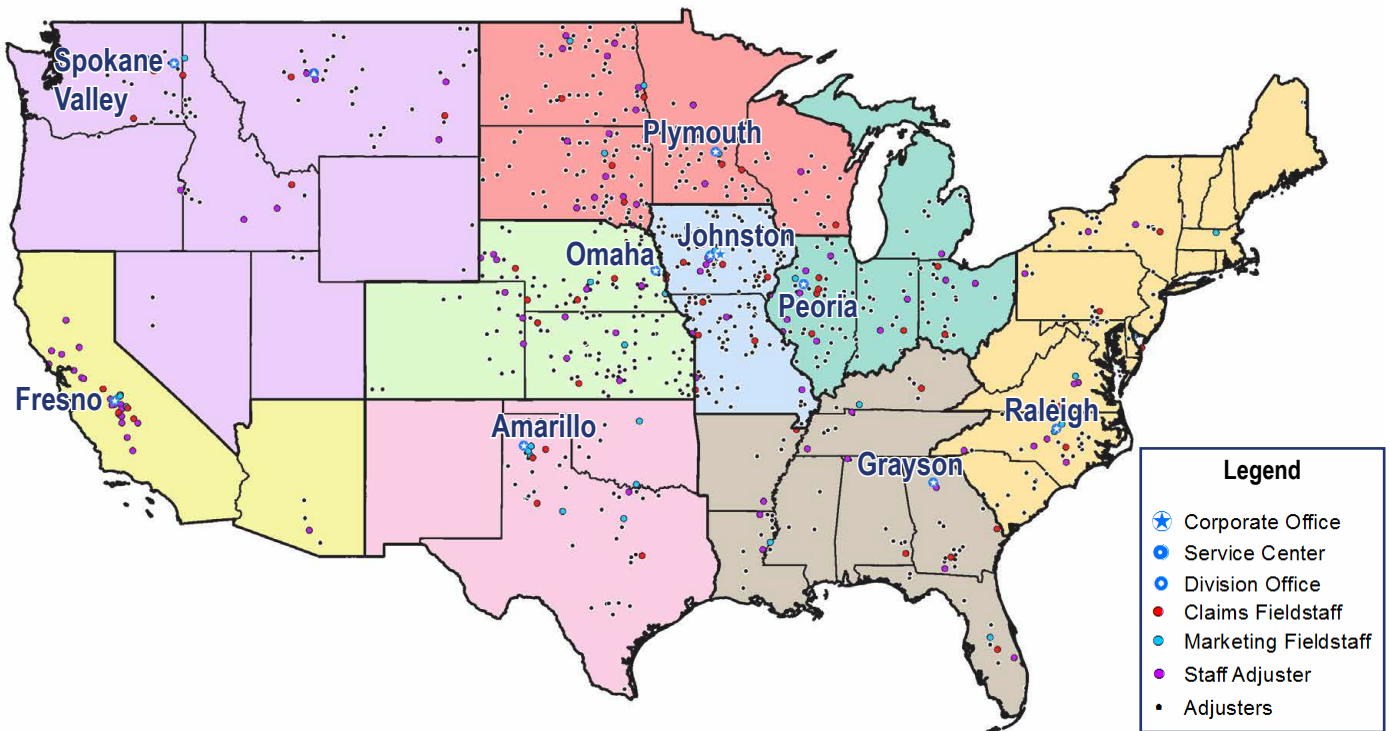 Spokane
Valley
Plymouth
Omaha
Johnston
Peoria
Fresno
Amarillo
Grayson
Raleigh
Legend
Corporate Office
Service Center
Division Office
Claims Fieldstaff
Marketing Fieldstaff
Staff Adjuster
Adjusters